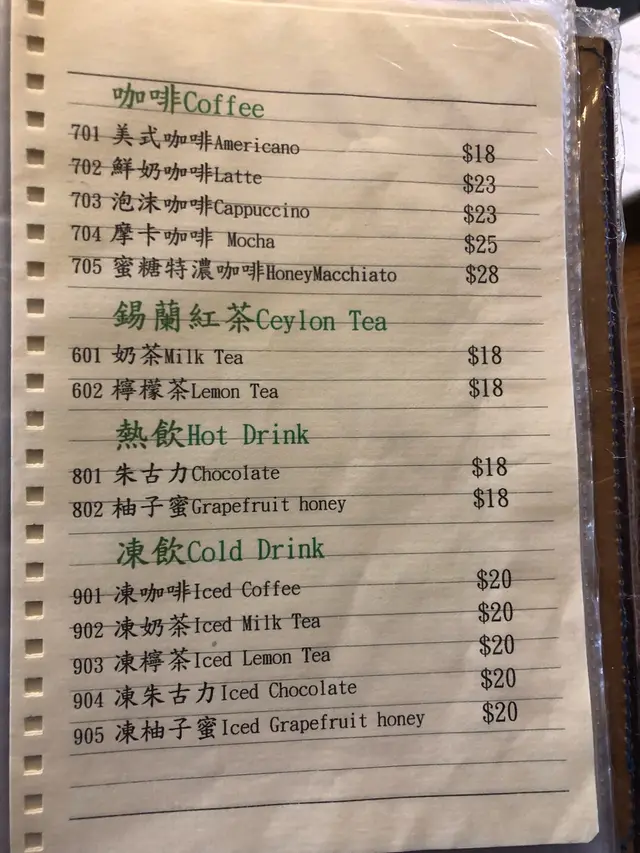 咖啡Coffee
701 美式咖啡Americano $18
702 鮮奶咖啡Latte $23
703 泡沫咖啡Cappuccino $23
704 摩卡咖啡 Mocha $25
705 蜜糖特濃咖啡HoneyMacchiato $28
錫蘭紅茶Ceylon Tea
601 奶茶Milk Tea $18
602 檸檬茶Lemon Tea $18
熱飲Hot Drink
801 朱古力Chocolate $18
802 柚子蜜Grapefruit honey $18
凍飲Cold Drink
901 凍咖啡Iced Coffee $20
902 凍奶茶Iced Milk Tea $20
903 凍檸茶Iced Lemon Tea $20
904 凍朱古力Iced Chocolate $20
905 凍柚子蜜Iced Grapefruit honey $20